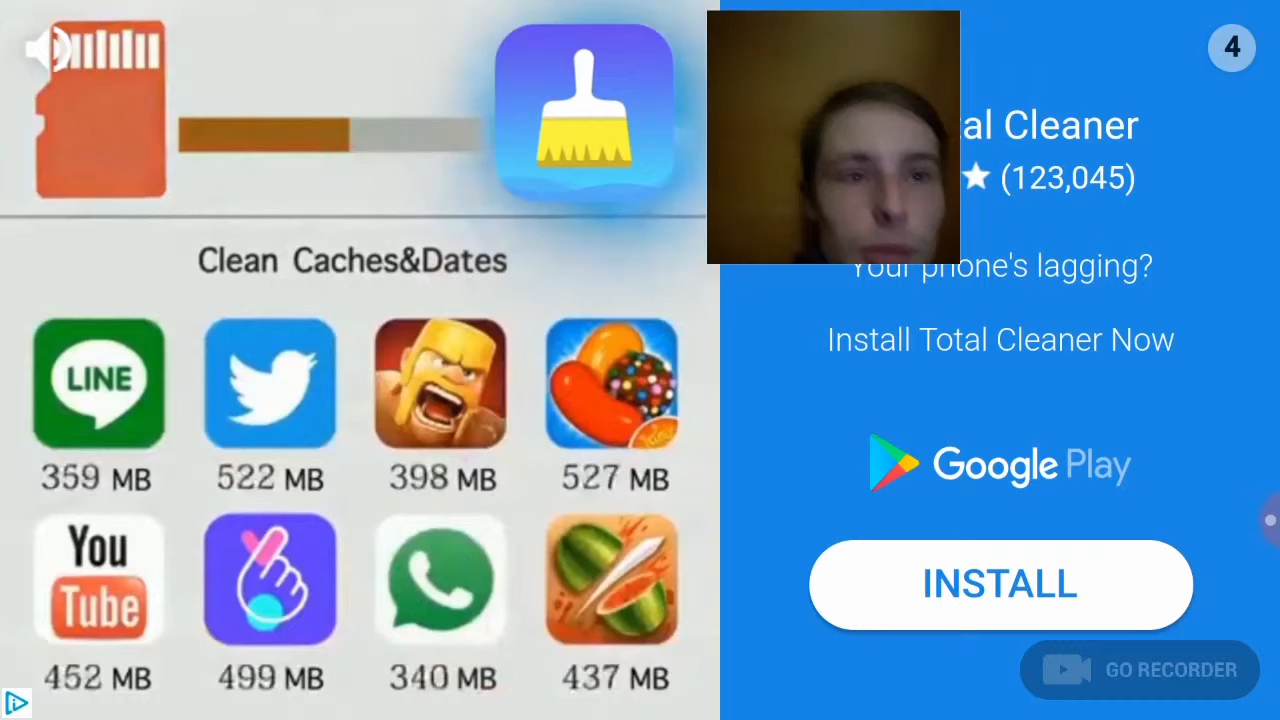 4
al Cleaner
(123,045)
Your phone's lagging?
Install Total Cleaner Now
Google Play
INSTALL
GO RECORDER
Clean Caches&Dates
LINE
359 MB
522 MB
398 MB
527 MB
You
Tube
452 MB
499 MB
340 MB
437 MB